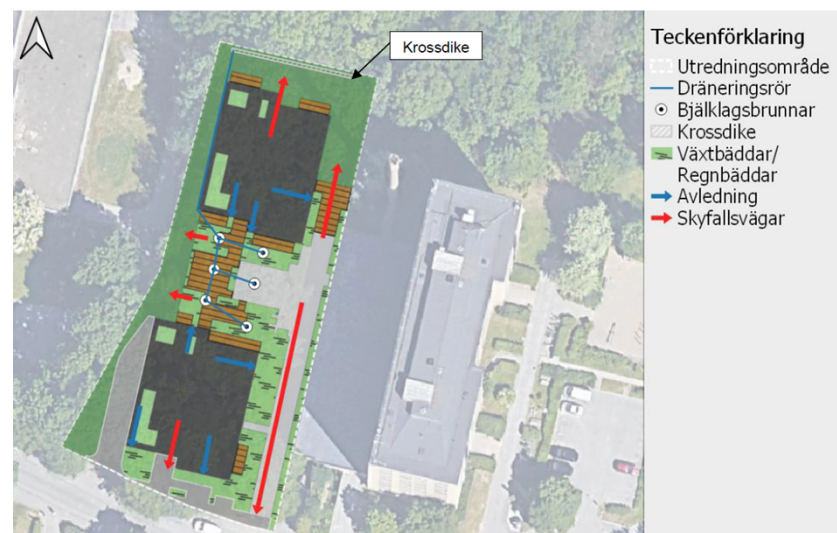 Krossdike
Teckenförklaring
Utredningsområde
Dräneringsrör
Bjälklagsbrunnar
Krossdike
Växtbäddar/
Regnbäddar
Avledning
Skyfallsvägar